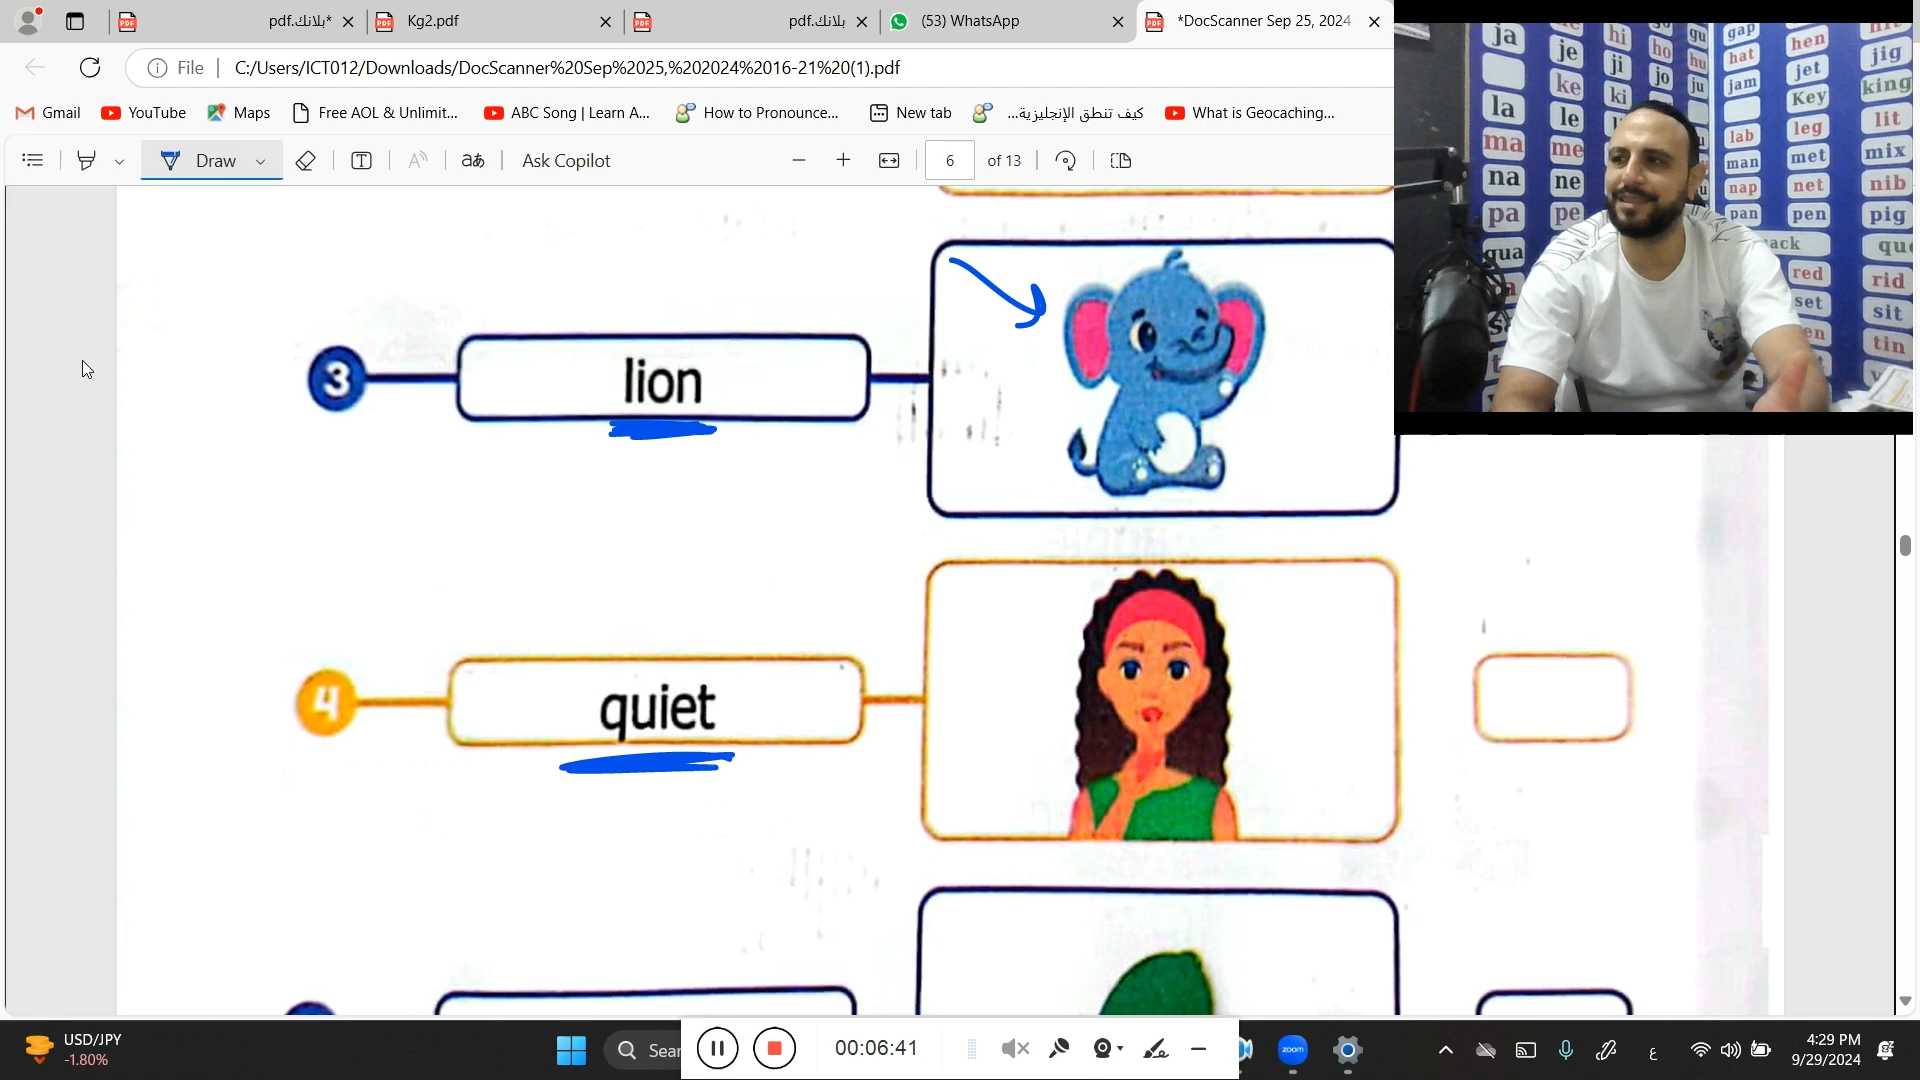 بلانك.pdf*
Kg2.pdf
بلانك.pdf
(53) WhatsApp
*DocScanner Sep 25, 2024
File
C:/Users/ICT012/Downloads/DocScanner%20Sep%2025,%202024%2016-21%20(1).pdf
Gmail
YouTube
Maps
Free AOL & Unlimit...
ABC Song | Learn A...
How to Pronounce...
New tab
كيف تنطق الإنجليزية...
What is Geocaching...
Draw
Ask Copilot
6 of 13
3
lion
4
quiet
ja
la
ma
na
pa
qua
je
ke
le
me
ne
pe
hi
ji
ki
ho
jo
gu
hu
ju
gap
hat
jam
lab
man
nap
pan
hen
jet
Key
leg
met
net
pen
red
set
jig
king
lit
mix
nib
pig
rid
sit
tin
USD/JPY
-1.80%
00:06:41
zoom
ع
4:29 PM
9/29/2024